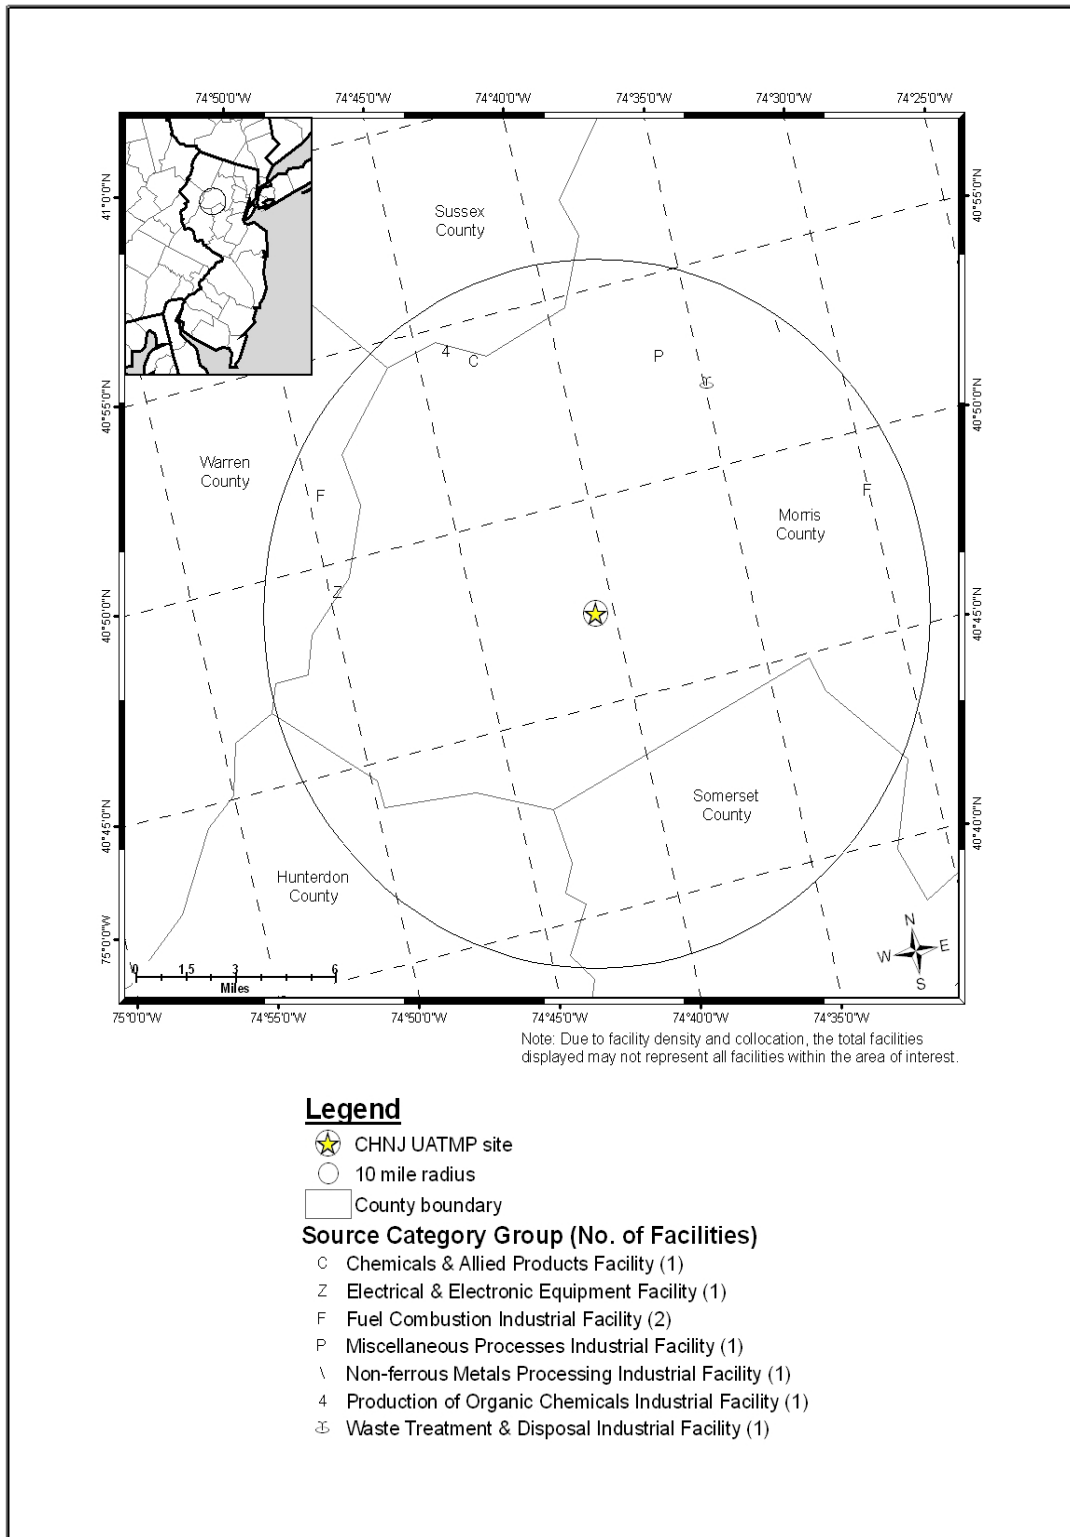 74°50'0"W 74°45'0"W 74°40'0"W 74°35'0"W 74°30'0"W 74°25'0"W
41°0'0"N
40°55'0"N
40°50'0"N
40°45'0"N
75°0'0"W
40°55'0"N
40°50'0"N
40°45'0"N
40°40'0"N
Sussex
County
4
C
P
Warren
County
F
F
Morris
County
Z
Somerset
County
Hunterdon
County
N
W E
S
0 1.5 3 6
Miles
75°0'0"W 74°55'0"W 74°50'0"W 74°45'0"W 74°40'0"W 74°35'0"W
Note: Due to facility density and collocation, the total facilities
displayed may not represent all facilities within the area of interest.
Legend
CHNJ UATMP site
10 mile radius
County boundary
Source Category Group (No. of Facilities)
C Chemicals & Allied Products Facility (1)
Z Electrical & Electronic Equipment Facility (1)
F Fuel Combustion Industrial Facility (2)
P Miscellaneous Processes Industrial Facility (1)
\ Non-ferrous Metals Processing Industrial Facility (1)
4 Production of Organic Chemicals Industrial Facility (1)
Waste Treatment & Disposal Industrial Facility (1)